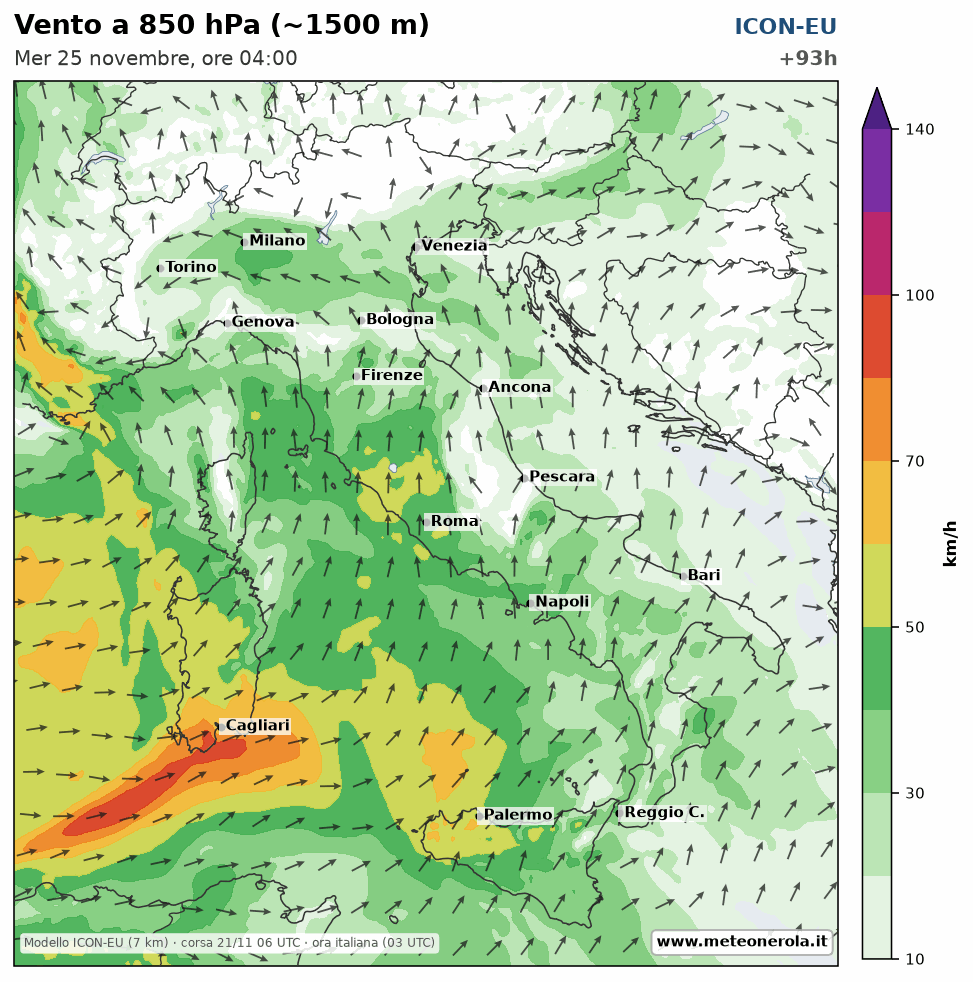 Vento a 850 hPa (~1500 m)
ICON-EU
Mer 25 novembre, ore 04:00
+93h
140
100
70
50
30
10
km/h
Milano
Venezia
Torino
Genova
Bologna
Firenze
Ancona
Pescara
Roma
Bari
Napoli
Cagliari
Palermo
Reggio C.
Modello ICON-EU (7 km) · corsa 21/11 06 UTC · ora italiana (03 UTC)
www.meteonerola.it